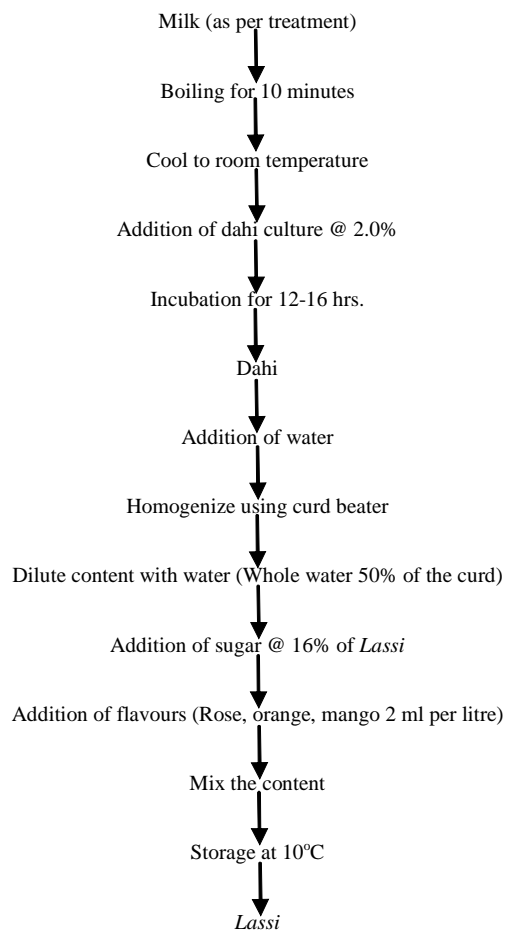 Milk (as per treatment)
Boiling for 10 minutes
Cool to room temperature
Addition of dahi culture @ 2.0%
Incubation for 12-16 hrs.
Dahi
Addition of water
Homogenize using curd beater
Dilute content with water (Whole water 50% of the curd)
Addition of sugar @ 16% of Lassi
Addition of flavours (Rose, orange, mango 2 ml per litre)
Mix the content
Storage at 10°C
Lassi